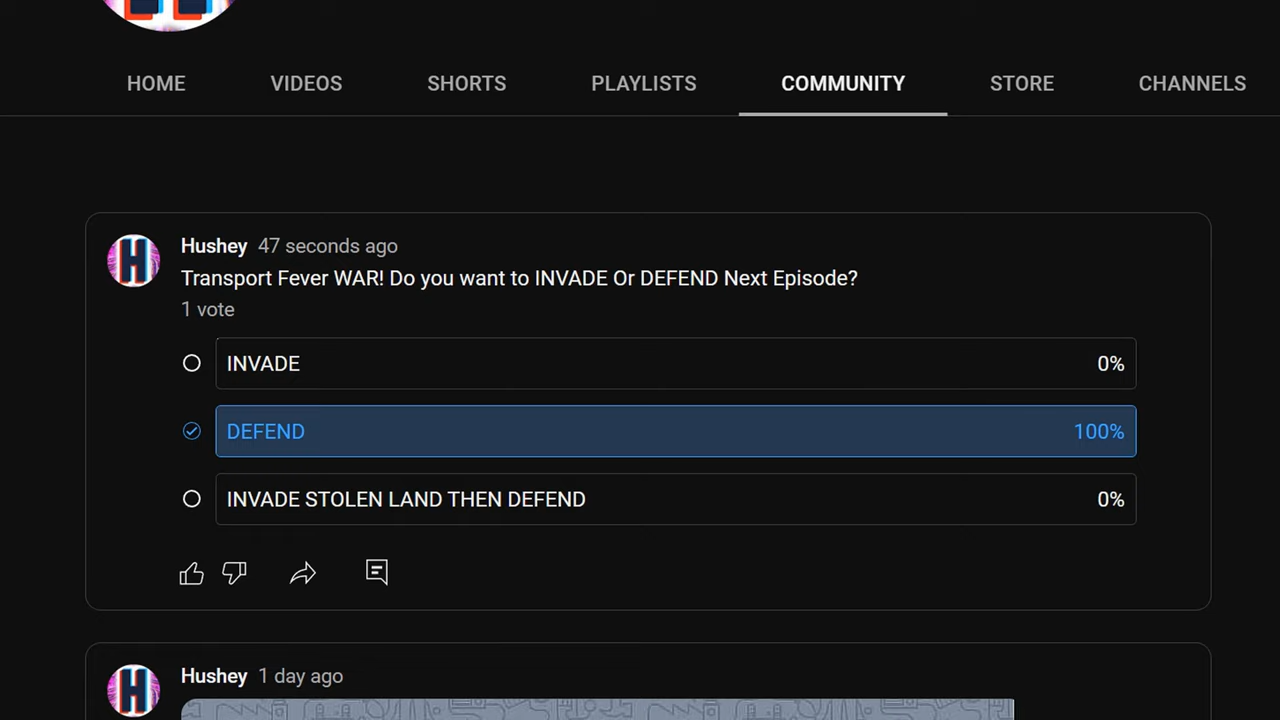 HOME VIDEOS SHORTS PLAYLISTS COMMUNITY STORE CHANNELS
H
Hushey 47 seconds ago
Transport Fever WAR! Do you want to INVADE Or DEFEND Next Episode?
1 vote
INVADE 0%
DEFEND 100%
INVADE STOLEN LAND THEN DEFEND 0%
H
Hushey 1 day ago